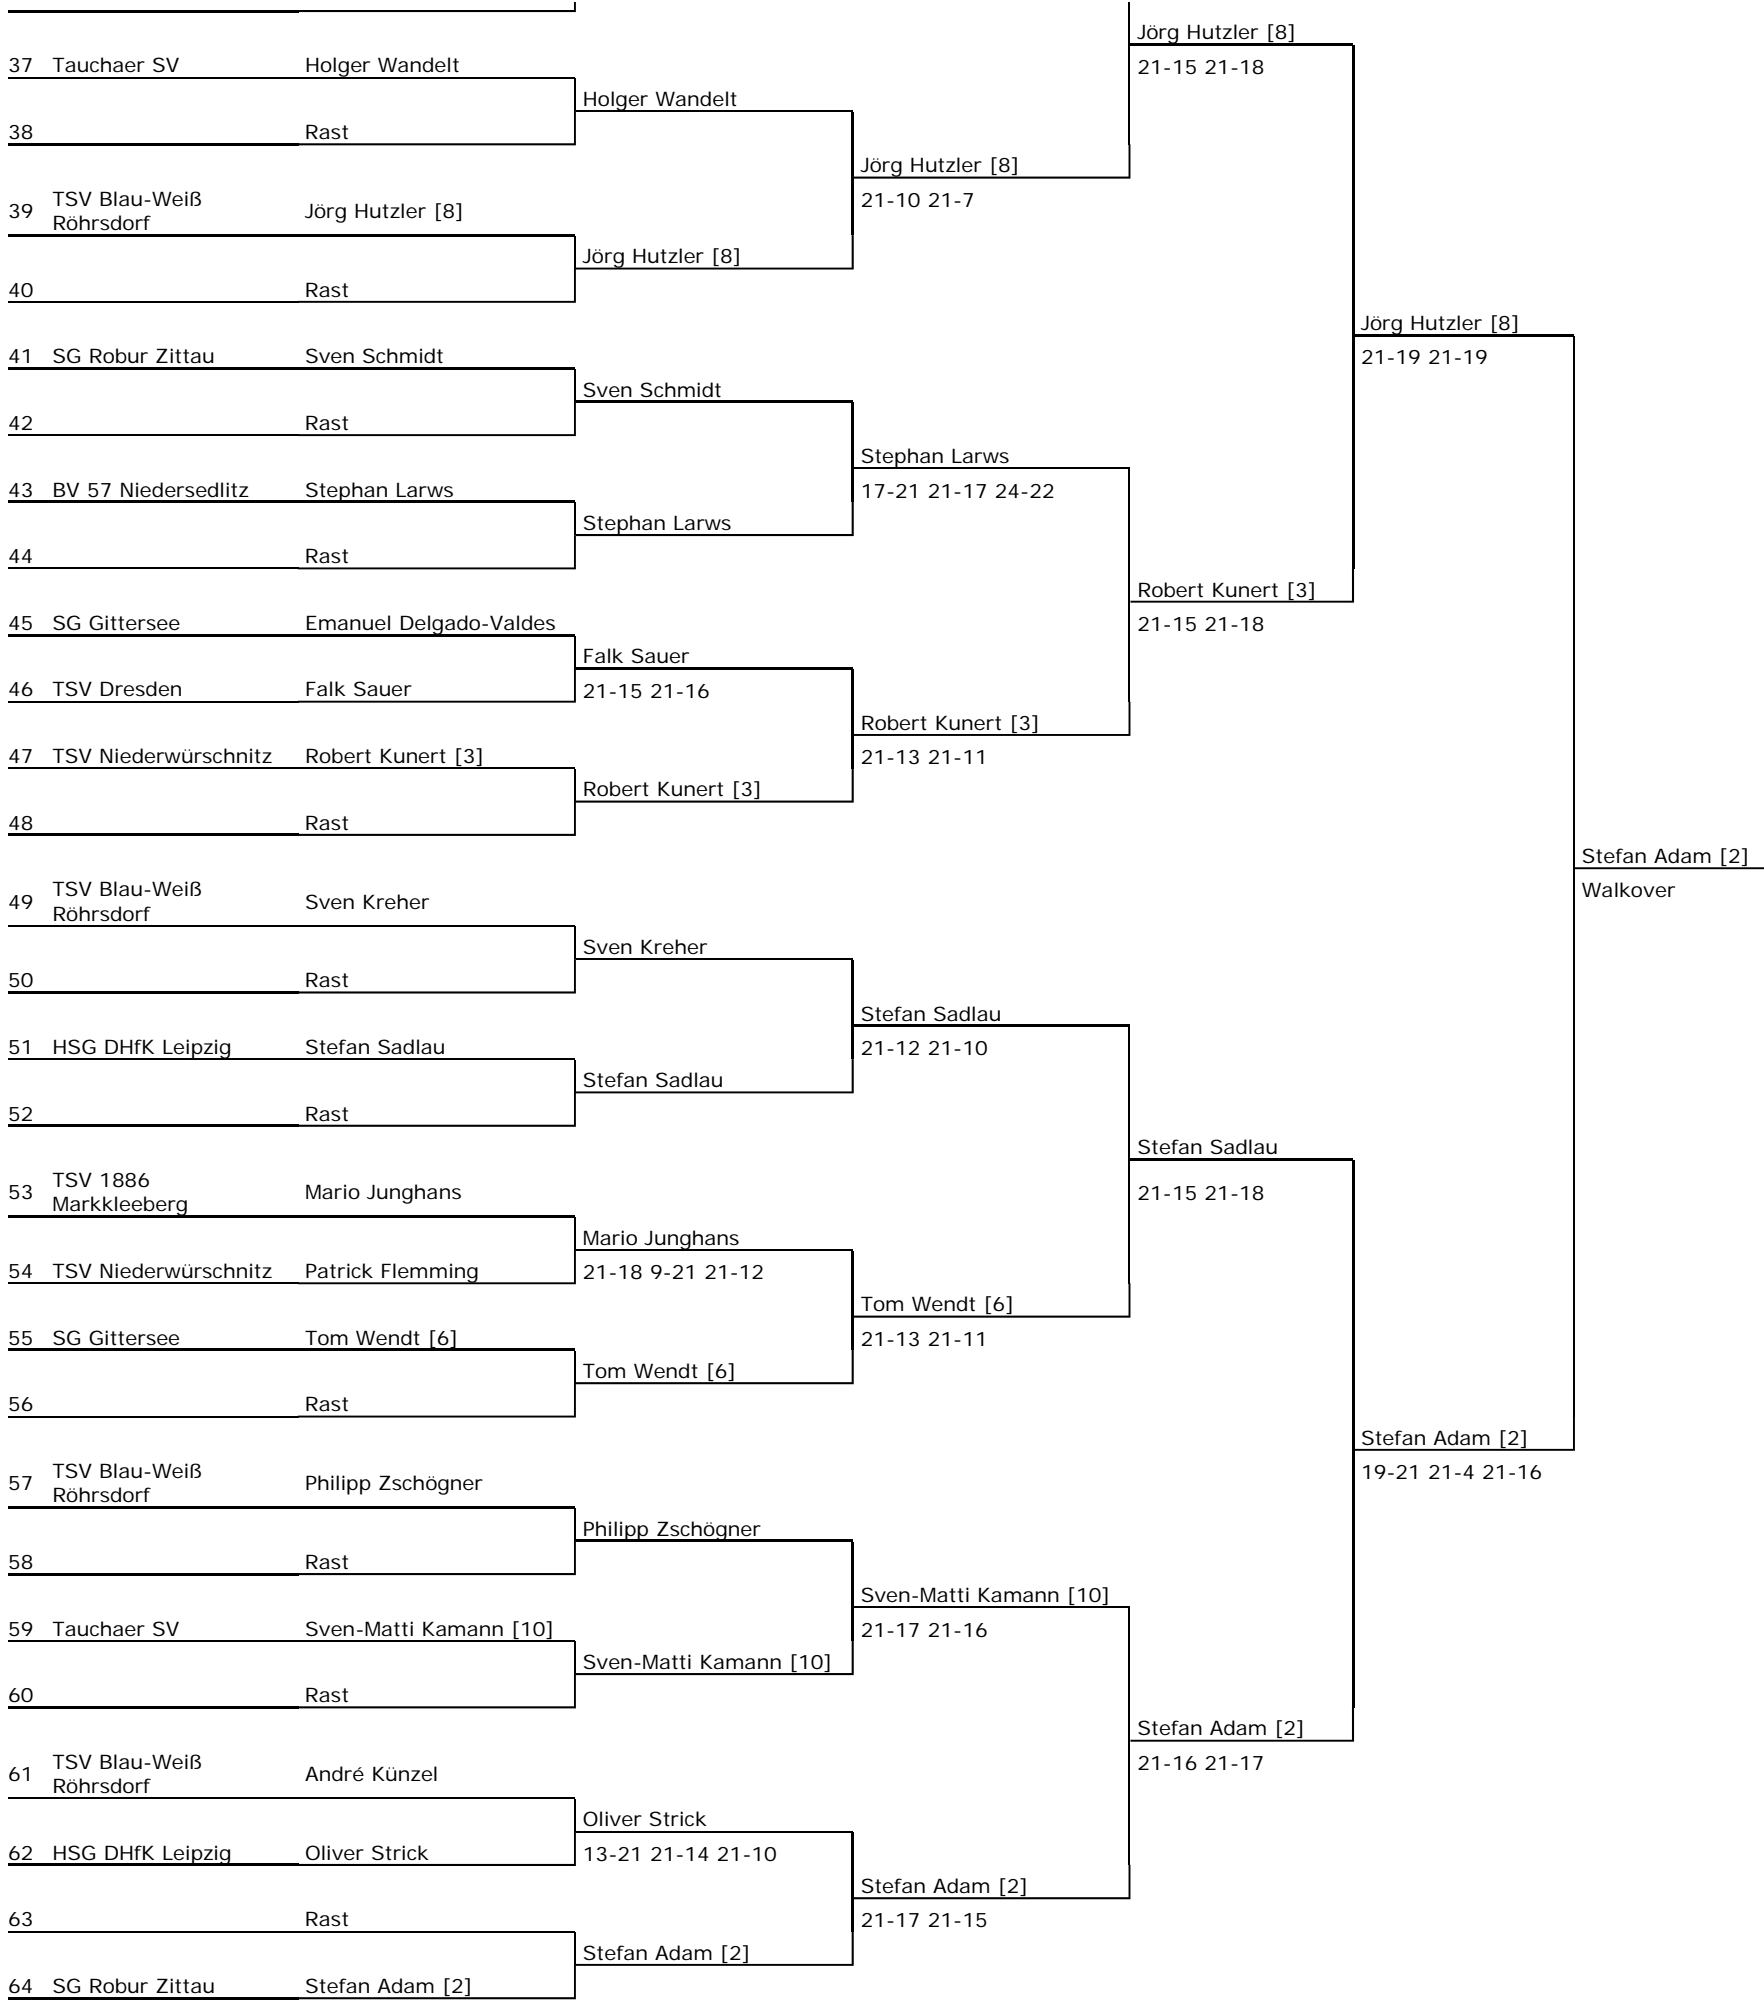 Jörg Hutzler [8]
37 Tauchaer SV Holger Wandelt 21-15 21-18
Holger Wandelt
38 Rast
Jörg Hutzler [8]
TSV Blau-Weiß
39 Jörg Hutzler [8] 21-10 21-7
Röhrsdorf
Jörg Hutzler [8]
40 Rast
Jörg Hutzler [8]
41 SG Robur Zittau Sven Schmidt 21-19 21-19
Sven Schmidt
42 Rast
Stephan Larws
43 BV 57 Niedersedlitz Stephan Larws 17-21 21-17 24-22
Stephan Larws
44 Rast
Robert Kunert [3]
45 SG Gittersee Emanuel Delgado-Valdes 21-15 21-18
Falk Sauer
46 TSV Dresden Falk Sauer 21-15 21-16
Robert Kunert [3]
47 TSV Niederwürschnitz Robert Kunert [3] 21-13 21-11
Robert Kunert [3]
48 Rast
Stefan Adam [2]
TSV Blau-Weiß Walkover
49 Sven Kreher
Röhrsdorf
Sven Kreher
50 Rast
Stefan Sadlau
51 HSG DHfK Leipzig Stefan Sadlau 21-12 21-10
Stefan Sadlau
52 Rast
Stefan Sadlau
TSV 1886
53 Mario Junghans 21-15 21-18
Markkleeberg
Mario Junghans
54 TSV Niederwürschnitz Patrick Flemming 21-18 9-21 21-12
Tom Wendt [6]
55 SG Gittersee Tom Wendt [6] 21-13 21-11
Tom Wendt [6]
56 Rast
Stefan Adam [2]
TSV Blau-Weiß 19-21 21-4 21-16
57 Philipp Zschögner
Röhrsdorf
Philipp Zschögner
58 Rast
Sven-Matti Kamann [10]
59 Tauchaer SV Sven-Matti Kamann [10] 21-17 21-16
Sven-Matti Kamann [10]
60 Rast
Stefan Adam [2]
TSV Blau-Weiß 21-16 21-17
61 André Künzel
Röhrsdorf
Oliver Strick
62 HSG DHfK Leipzig Oliver Strick 13-21 21-14 21-10
Stefan Adam [2]
63 Rast 21-17 21-15
Stefan Adam [2]
64 SG Robur Zittau Stefan Adam [2]